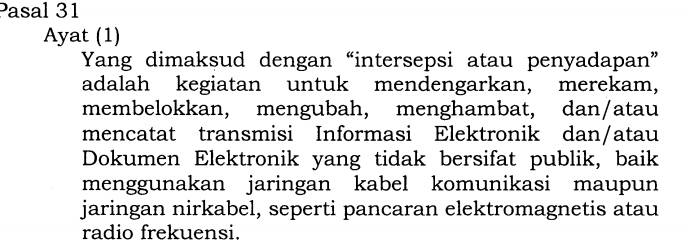 Pasal 31
Ayat (1)
Yang dimaksud dengan “intersepsi atau penyadapan”
adalah kegiatan untuk mendengarkan, merekam,
membelokkan, mengubah, menghambat, dan/atau
mencatat transmisi Informasi Elektronik dan/atau
Dokumen Elektronik yang tidak bersifat publik, baik
menggunakan jaringan kabel komunikasi maupun
jaringan nirkabel, seperti pancaran elektromagnetis atau
radio frekuensi.